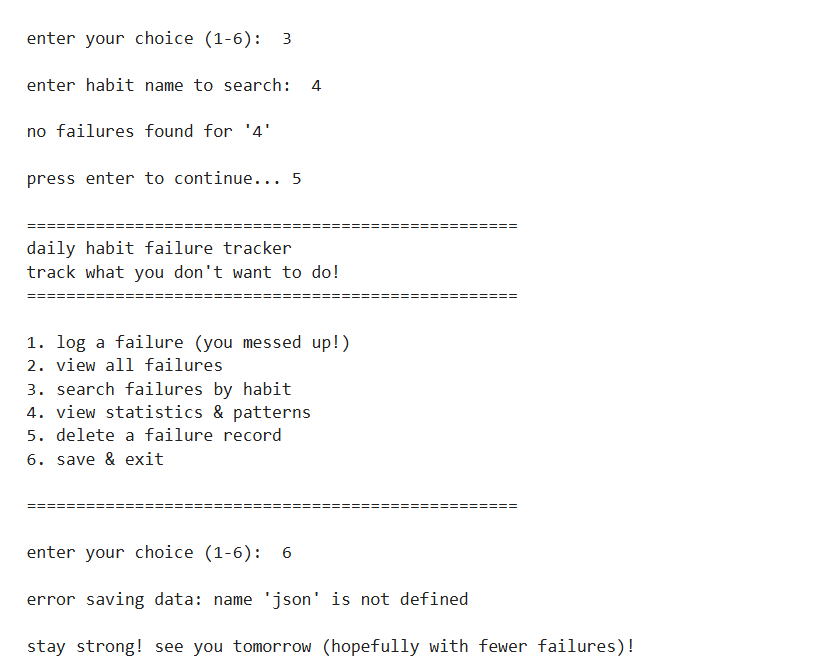 enter your choice (1-6):  3
enter habit name to search:  4
no failures found for '4'
press enter to continue... 5
==================================================
daily habit failure tracker
track what you don't want to do!
==================================================
1. log a failure (you messed up!)
2. view all failures
3. search failures by habit
4. view statistics & patterns
5. delete a failure record
6. save & exit
==================================================
enter your choice (1-6):  6
error saving data: name 'json' is not defined
stay strong! see you tomorrow (hopefully with fewer failures)!